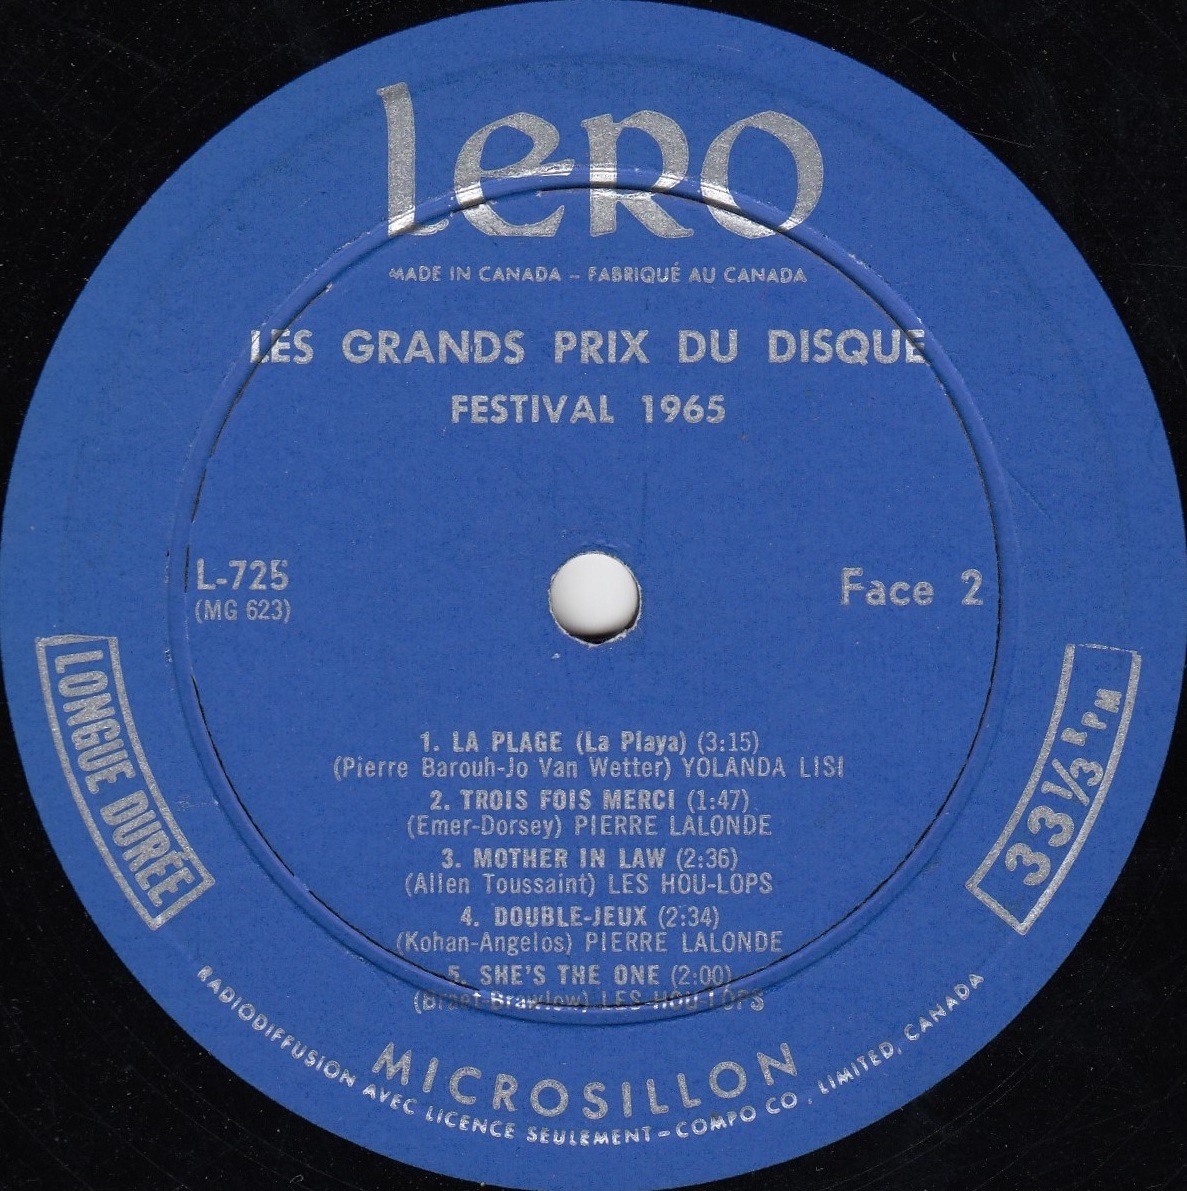 lero
MADE IN CANADA – FABRIQUÉ AU CANADA
LES GRANDS PRIX DU DISQUE
FESTIVAL 1965
L-725
(MG 623)
Face 2
LONGUE DURÉE
33 1/3 RPM
1. LA PLAGE (La Playa) (3:15)
(Pierre Barouh-Jo Van Wetter) YOLANDA LISI
2. TROIS FOIS MERCI (1:47)
(Emer-Dorsey) PIERRE LALONDE
3. MOTHER IN LAW (2:36)
(Allen Toussaint) LES HOU-LOPS
4. DOUBLE-JEUX (2:34)
(Kohan-Angelos) PIERRE LALONDE
5. SHE'S THE ONE (2:00)
LES HOU-LOPS
MICROSILLON
RADIODIFFUSION AVEC LICENCE SEULEMENT – COMPO CO., LIMITED, CANADA